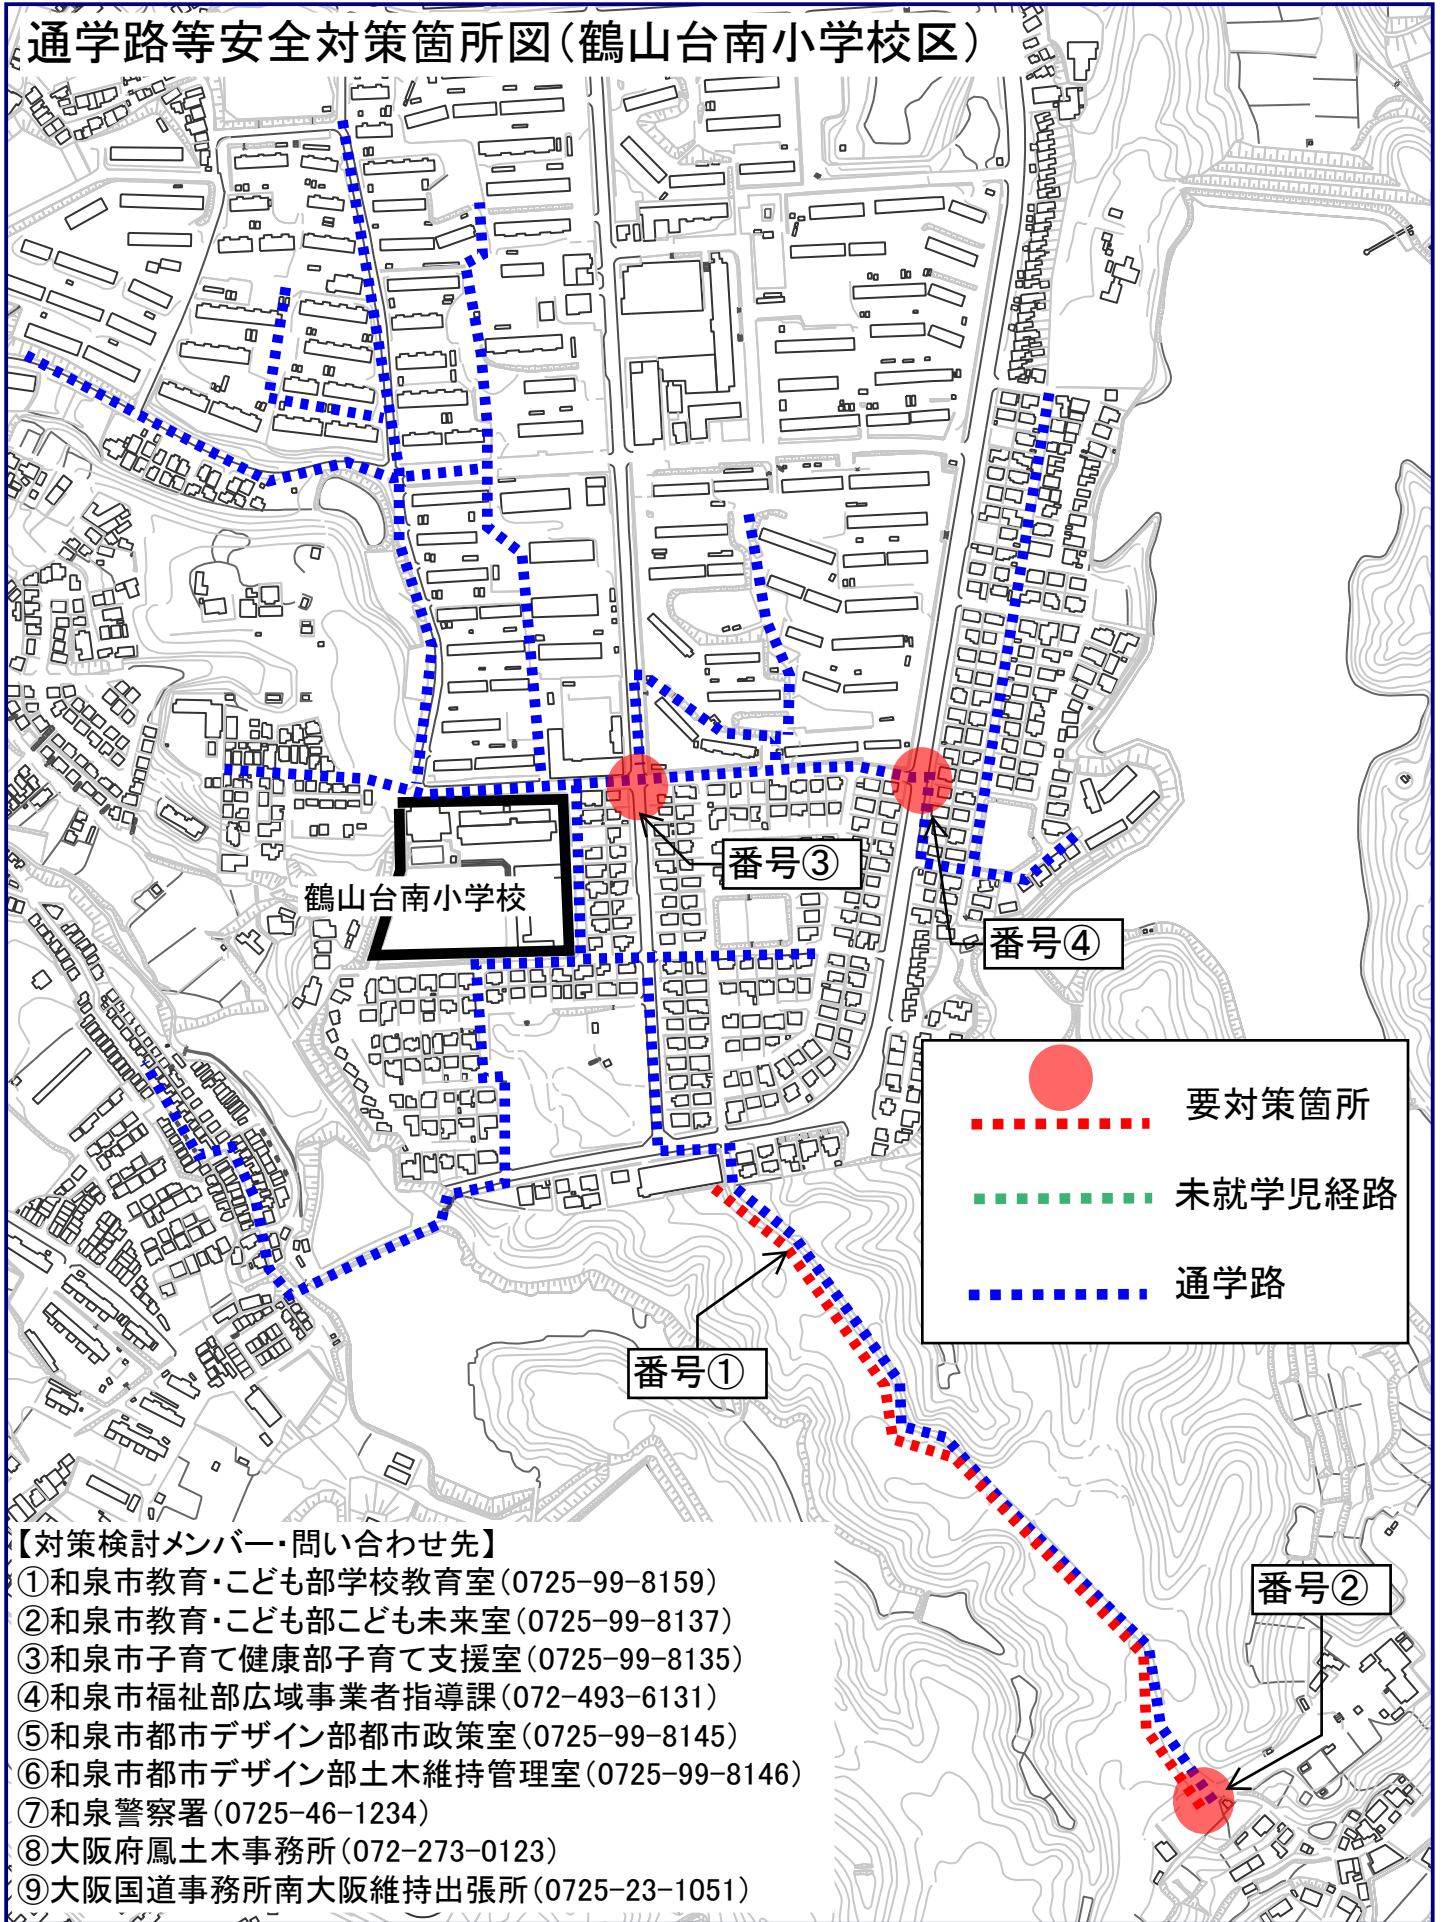 通学路等安全対策箇所図(鶴山台南小学校区)
番号③
鶴山台南小学校
番号④
要対策箇所
未就学児経路
通学路
番号①
番号②
【対策検討メンバー・問い合わせ先】
①和泉市教育・こども部学校教育室(0725-99-8159)
②和泉市教育・こども部こども未来室(0725-99-8137)
③和泉市子育て健康部子育て支援室(0725-99-8135)
④和泉市福祉部広域事業者指導課(072-493-6131)
⑤和泉市都市デザイン部都市政策室(0725-99-8145)
⑥和泉市都市デザイン部土木維持管理室(0725-99-8146)
⑦和泉警察署(0725-46-1234)
⑧大阪府鳳土木事務所(072-273-0123)
⑨大阪国道事務所南大阪維持出張所(0725-23-1051)